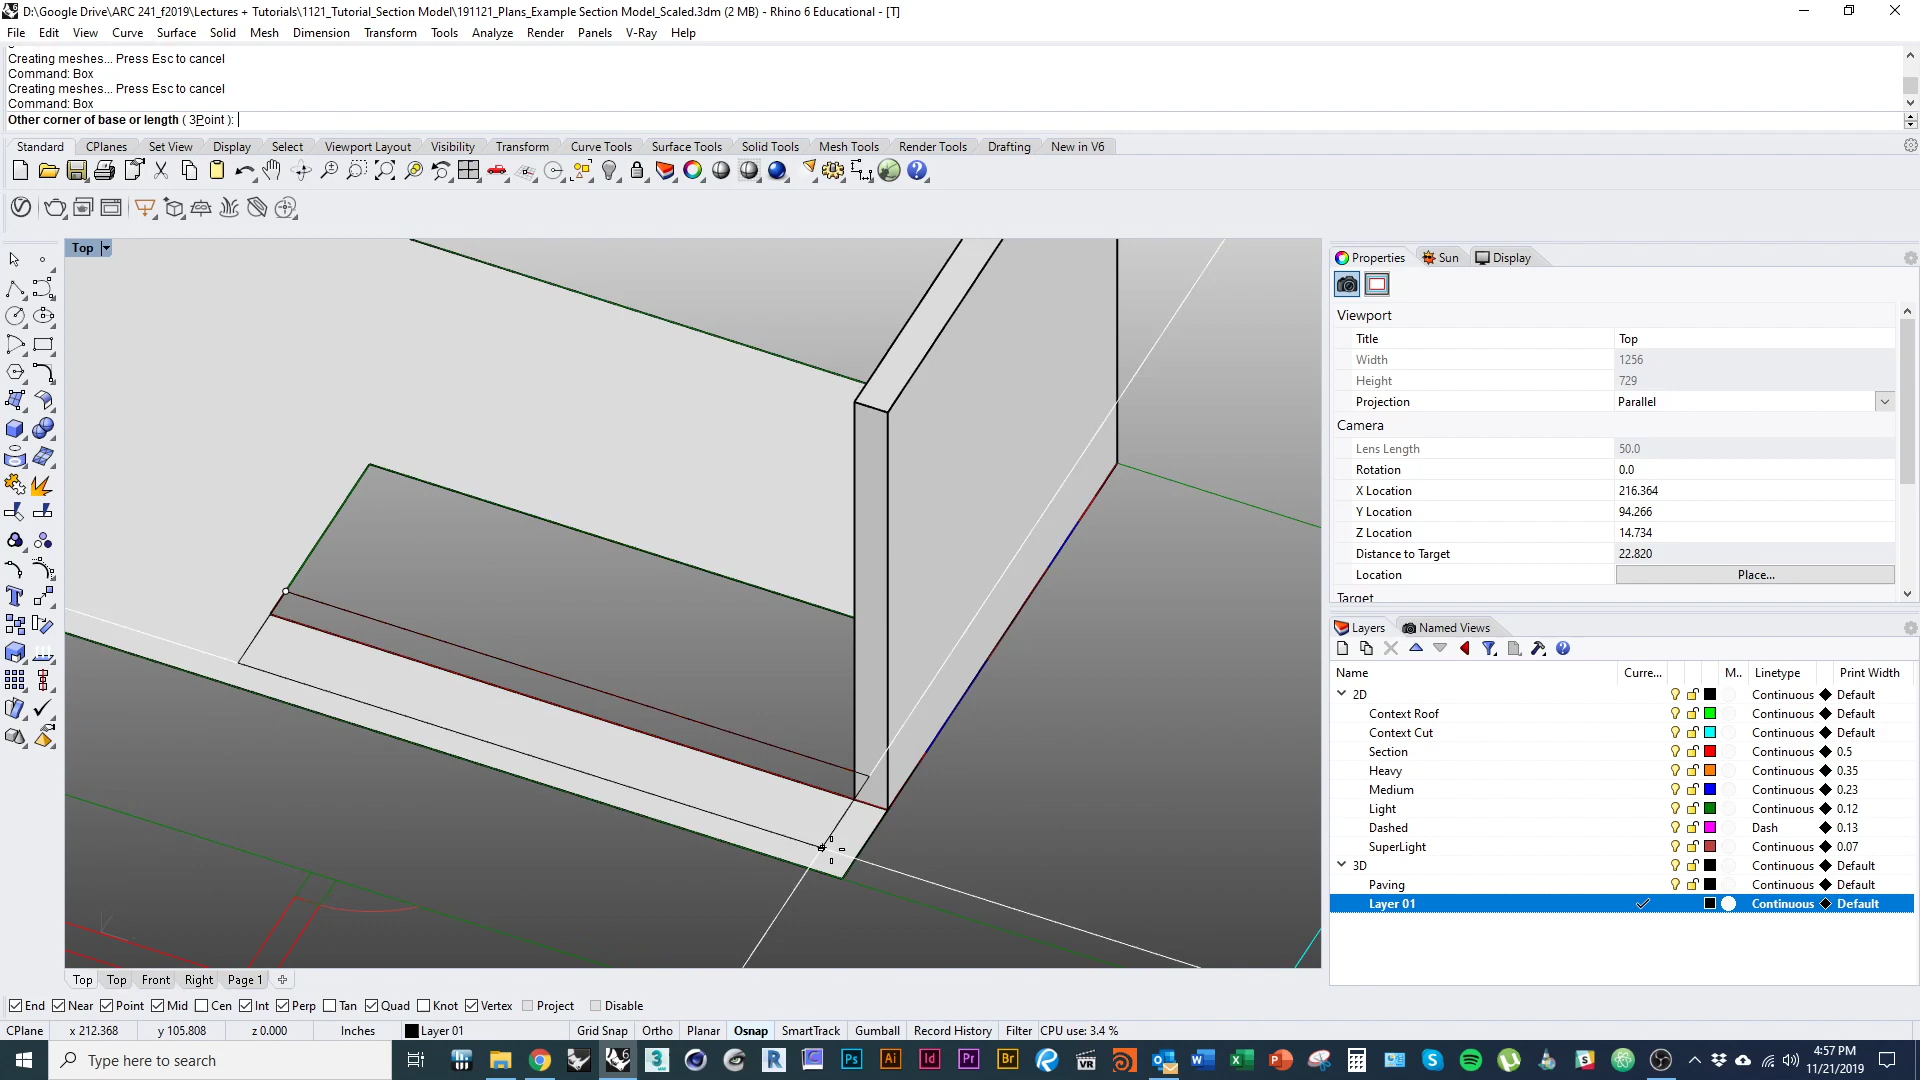 D:\Google Drive\ARC 241_f2019\Lectures + Tutorials\1121_Tutorial_Section Model\191121_Plans_Example Section Model_Scaled.3dm (2 MB) - Rhino 6 Educational - [T]
File Edit View Curve Surface Solid Mesh Dimension Transform Tools Analyze Render Panels V-Ray Help
Creating meshes... Press Esc to cancel
Command: Box
Creating meshes... Press Esc to cancel
Command: Box
Other corner of base or length ( 3Point ):
Standard CPlanes Set View Display Select Viewport Layout Visibility Transform Curve Tools Surface Tools Solid Tools Mesh Tools Render Tools Drafting New in V6
Top
Properties Sun Display
Viewport
Title Top
Width 1256
Height 729
Projection Parallel
Camera
Lens Length 50.0
Rotation 0.0
X Location 216.364
Y Location 94.266
Z Location 14.734
Distance to Target 22.820
Location Place...
Target
Layers Named Views
Name Curre... M.. Linetype Print Width
2D Continuous Default
Context Roof Continuous Default
Context Cut Continuous Default
Section Continuous 0.5
Heavy Continuous 0.35
Medium Continuous 0.23
Light Continuous 0.12
Dashed Dash 0.13
SuperLight Continuous 0.07
3D Continuous Default
Paving Continuous Default
Layer 01 Continuous Default
Top Top Front Right Page 1
End Near Point Mid Cen Int Perp Tan Quad Knot Vertex Project Disable
CPlane x 212.368 y 105.808 z 0.000 Inches Layer 01 Grid Snap Ortho Planar Osnap SmartTrack Gumball Record History Filter CPU use: 3.4 %
Type here to search
4:57 PM
11/21/2019